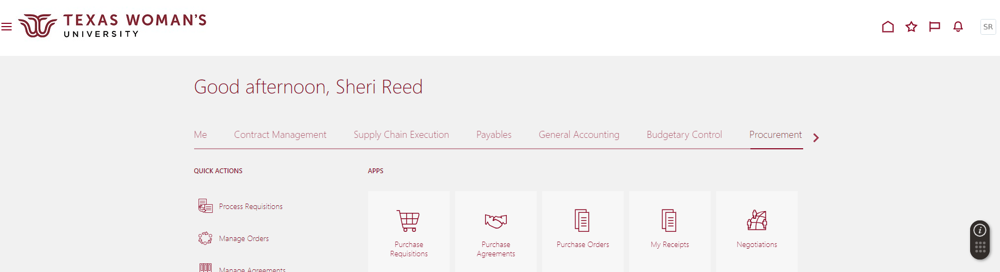 TEXAS WOMAN'S
UNIVERSITY
SR
Good afternoon, Sheri Reed
Me
Contract Management
Supply Chain Execution
Payables
General Accounting
Budgetary Control
Procurement
QUICK ACTIONS
Process Requisitions
Manage Orders
Manage Agreements
APPS
Purchase
Requisitions
Purchase
Agreements
Purchase Orders
My Receipts
Negotiations